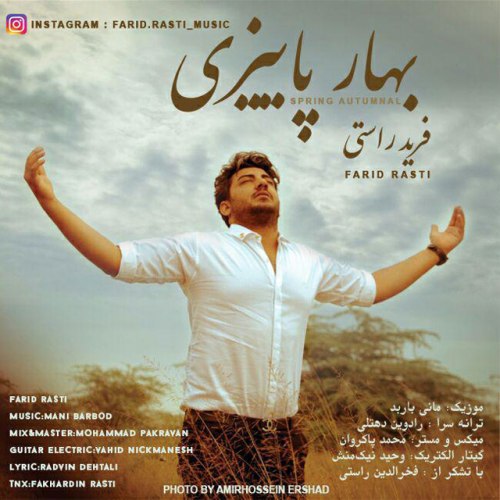 INSTAGRAM : FARID.RASTI_MUSIC
بهار پاییزی
SPRING AUTUMNAL
فرید راستی
FARID RASTI
FARID RASTI
MUSIC:MANI BARBOD
MIX&MASTER:MOHAMMAD PAKRAVAN
GUITAR ELECTRIC:VAHID NICKMANESH
LYRIC:RADVIN DEHTALI
TNX:FAKHARDIN RASTI
موزیک: مانی باربد
ترانه سرا : رادوین دهتلی
میکس و مستر: محمد پاکروان
گیتار الکتریک: وحید نیک‌منش
با تشکر از : فخرالدین راستی
PHOTO BY AMIRHOSSEIN ERSHAD